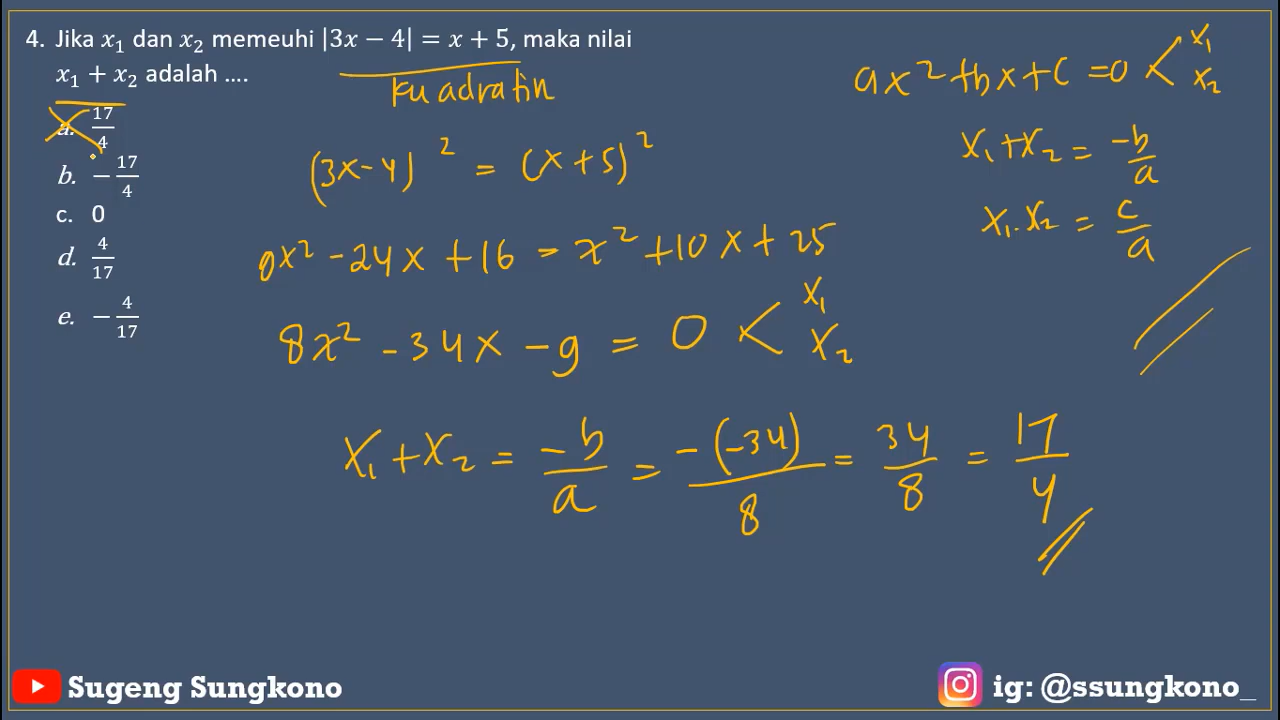 4. Jika x₁ dan x₂ memeuhi |3x − 4| = x + 5, maka nilai
x₁ + x₂ adalah ....
a. 17/4
b. −17/4
c. 0
d. 4/17
e. −4/17
kuadratin
(3x-4)² = (x+5)²
9x² - 24x + 16 = x² + 10x + 25
8x² - 34x - 9 = 0 < x₁ x₂
x₁ + x₂ = -b/a = -(-34)/8 = 34/8 = 17/4
ax² + bx + c = 0 < x₁ x₂
x₁ + x₂ = -b/a
x₁ . x₂ = c/a
Sugeng Sungkono
ig: @ssungkono_